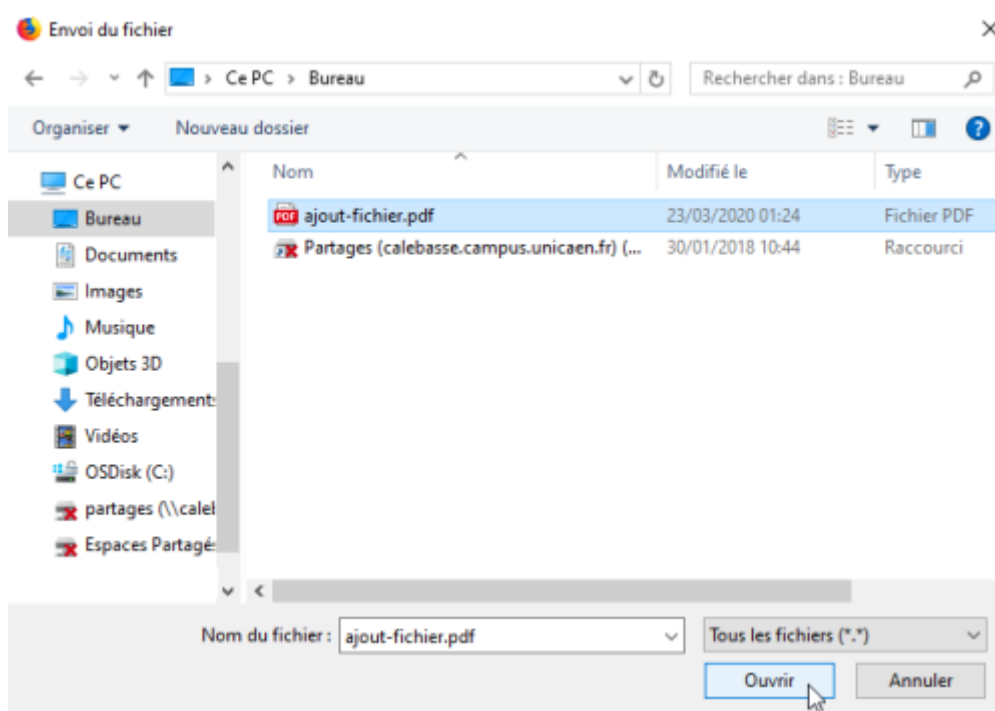 Envoi du fichier
Ce PC > Bureau
Rechercher dans : Bureau
Organiser
Nouveau dossier
Nom
Modifié le
Type
Ce PC
Bureau
ajout-fichier.pdf
23/03/2020 01:24
Fichier PDF
Documents
Partages (calebasse.campus.unicaen.fr) (...
30/01/2018 10:44
Raccourci
Images
Musique
Objets 3D
Téléchargement
Vidéos
OSDisk (C:)
partages (\\caleb
Espaces Partagé
Nom du fichier :
ajout-fichier.pdf
Tous les fichiers (*.*)
Ouvrir
Annuler